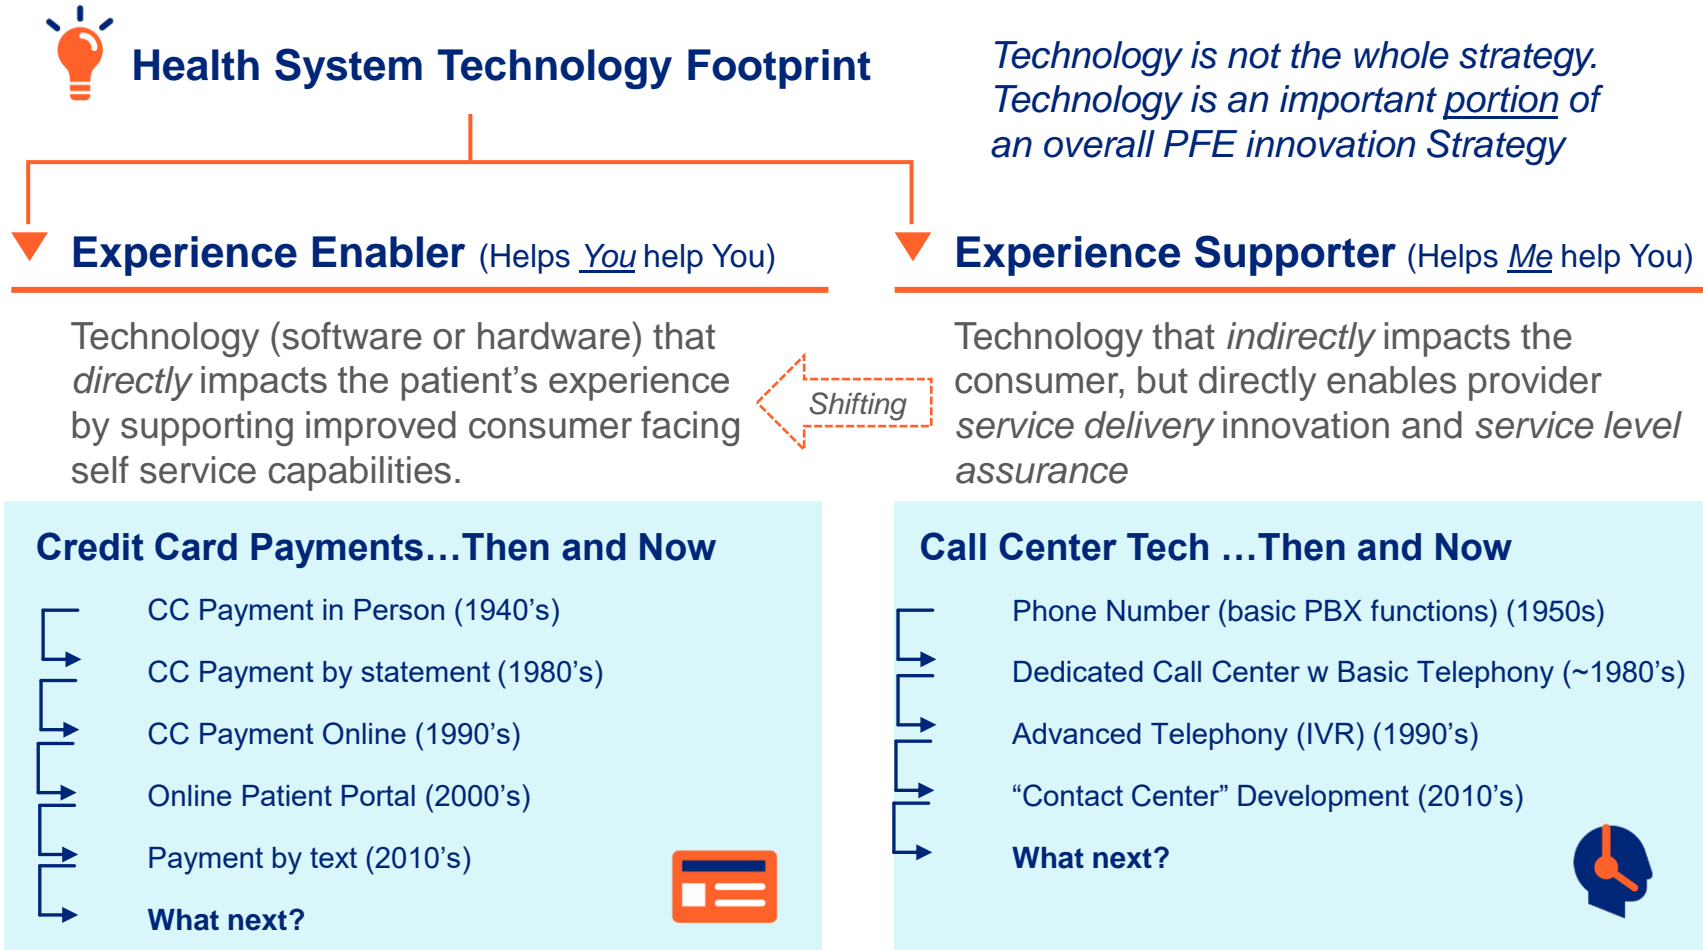 Health System Technology Footprint
Technology is not the whole strategy.
Technology is an important portion of
an overall PFE innovation Strategy
Experience Enabler (Helps You help You)
Technology (software or hardware) that
directly impacts the patient’s experience
by supporting improved consumer facing
self service capabilities.
Shifting
Experience Supporter (Helps Me help You)
Technology that indirectly impacts the
consumer, but directly enables provider
service delivery innovation and service level
assurance
Credit Card Payments…Then and Now
CC Payment in Person (1940’s)
CC Payment by statement (1980’s)
CC Payment Online (1990’s)
Online Patient Portal (2000’s)
Payment by text (2010’s)
What next?
Call Center Tech …Then and Now
Phone Number (basic PBX functions) (1950s)
Dedicated Call Center w Basic Telephony (~1980’s)
Advanced Telephony (IVR) (1990’s)
“Contact Center” Development (2010’s)
What next?